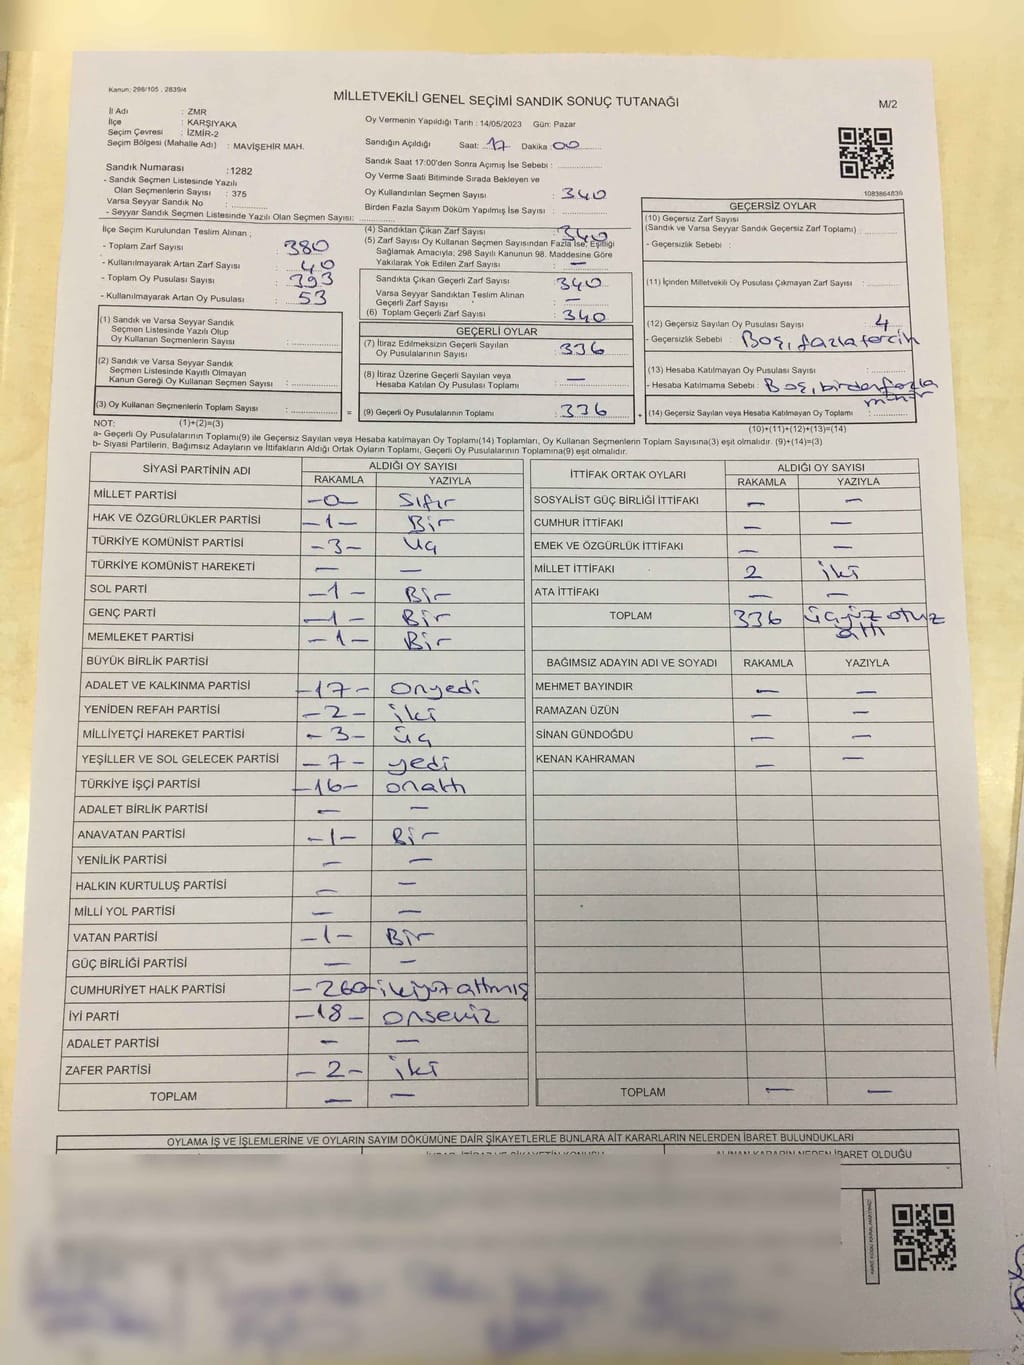 Kanun; 298/105 , 2839/4
MİLLETVEKİLİ GENEL SEÇİMİ SANDIK SONUÇ TUTANAĞI
M/2
İl Adı : ZMR
İlçe : KARŞIYAKA
Seçim Çevresi : İZMİR-2
Seçim Bölgesi (Mahalle Adı) : MAVİŞEHİR MAH.
Oy Vermenin Yapıldığı Tarih : 14/05/2023 Gün: Pazar
Sandığın Açıldığı Saat: 17 Dakika 00
Sandık Saat 17:00'den Sonra Açımış İse Sebebi :
Oy Verme Saati Bitiminde Sırada Bekleyen ve
Oy Kullandırılan Seçmen Sayısı : 340
Birden Fazla Sayım Döküm Yapılmış İse Sayısı :
Sandık Numarası :1282
- Sandık Seçmen Listesinde Yazılı
Olan Seçmenlerin Sayısı : 375
Varsa Seyyar Sandık No :
- Seyyar Sandık Seçmen Listesinde Yazılı Olan Seçmen Sayısı:
1083864836
İlçe Seçim Kurulundan Teslim Alınan ;
- Toplam Zarf Sayısı : 380
- Kullanılmayarak Artan Zarf Sayısı : 40
- Toplam Oy Pusulası Sayısı : 393
- Kullanılmayarak Artan Oy Pusulası : 53
(1) Sandık ve Varsa Seyyar Sandık
Seçmen Listesinde Yazılı Olup
Oy Kullanan Seçmenlerin Sayısı :
(2) Sandık ve Varsa Seyyar Sandık
Seçmen Listesinde Kayıtlı Olmayan
Kanun Gereği Oy Kullanan Seçmen Sayısı :
(3) Oy Kullanan Seçmenlerin Toplam Sayısı : =
(4) Sandıktan Çıkan Zarf Sayısı : 340
(5) Zarf Sayısı Oy Kullanan Seçmen Sayısından Fazla İse, Eşitliği
Sağlamak Amacıyla; 298 Sayılı Kanunun 98. Maddesine Göre
Yakılarak Yok Edilen Zarf Sayısı : —
Sandıkta Çıkan Geçerli Zarf Sayısı : 340
Varsa Seyyar Sandıktan Teslim Alınan
Geçerli Zarf Sayısı : —
(6) Toplam Geçerli Zarf Sayısı : 340
GEÇERLİ OYLAR
(7) İtiraz Edilmeksizin Geçerli Sayılan
Oy Pusulalarının Sayısı : 336
(8) İtiraz Üzerine Geçerli Sayılan veya
Hesaba Katılan Oy Pusulası Toplamı : —
(9) Geçerli Oy Pusulalarının Toplamı : 336 +
GEÇERSİZ OYLAR
(10) Geçersiz Zarf Sayısı
(Sandık ve Varsa Seyyar Sandık Geçersiz Zarf Toplamı) :
- Geçersizlik Sebebi :
(11) İçinden Milletvekili Oy Pusulası Çıkmayan Zarf Sayısı :
(12) Geçersiz Sayılan Oy Pusulası Sayısı : 4
- Geçersizlik Sebebi : Boş, fazla tercih
(13) Hesaba Katılmayan Oy Pusulası Sayısı :
- Hesaba Katılmama Sebebi : Boş, birden fazla
mühür
(14) Geçersiz Sayılan veya Hesaba Katılmayan Oy Toplamı :
NOT: (1)+(2)=(3)
(10)+(11)+(12)+(13)=(14)
a- Geçerli Oy Pusulalarının Toplamı(9) ile Geçersiz Sayılan veya Hesaba katılmayan Oy Toplamı(14) Toplamları, Oy Kullanan Seçmenlerin Toplam Sayısına(3) eşit olmalıdır. (9)+(14)=(3)
b- Siyasi Partilerin, Bağımsız Adayların ve İttifakların Aldığı Ortak Oyların Toplamı, Geçerli Oy Pusulalarının Toplamına(9) eşit olmalıdır.
SİYASİ PARTİNİN ADI ALDIĞI OY SAYISI
RAKAMLA YAZIYLA
MİLLET PARTİSİ –0– Sıfır
HAK VE ÖZGÜRLÜKLER PARTİSİ –1– Bir
TÜRKİYE KOMÜNİST PARTİSİ –3– Üç
TÜRKİYE KOMÜNİST HAREKETİ — —
SOL PARTİ –1– Bir
GENÇ PARTİ –1– Bir
MEMLEKET PARTİSİ –1– Bir
BÜYÜK BİRLİK PARTİSİ
ADALET VE KALKINMA PARTİSİ –17– Onyedi
YENİDEN REFAH PARTİSİ –2– iki
MİLLİYETÇİ HAREKET PARTİSİ –3– üç
YEŞİLLER VE SOL GELECEK PARTİSİ –7– yedi
TÜRKİYE İŞÇİ PARTİSİ –16– onaltı
ADALET BİRLİK PARTİSİ — —
ANAVATAN PARTİSİ –1– Bir
YENİLİK PARTİSİ — —
HALKIN KURTULUŞ PARTİSİ — —
MİLLİ YOL PARTİSİ — —
VATAN PARTİSİ –1– Bir
GÜÇ BİRLİĞİ PARTİSİ — —
CUMHURİYET HALK PARTİSİ –260– ikiyüz altmış
İYİ PARTİ –18– onsekiz
ADALET PARTİSİ — —
ZAFER PARTİSİ –2– iki
TOPLAM — —
İTTİFAK ORTAK OYLARI ALDIĞI OY SAYISI
RAKAMLA YAZIYLA
SOSYALİST GÜÇ BİRLİĞİ İTTİFAKI — —
CUMHUR İTTİFAKI — —
EMEK VE ÖZGÜRLÜK İTTİFAKI — —
MİLLET İTTİFAKI 2 iki
ATA İTTİFAKI — —
TOPLAM 336 üçyüz otuz
altı
BAĞIMSIZ ADAYIN ADI VE SOYADI RAKAMLA YAZIYLA
MEHMET BAYINDIR — —
RAMAZAN ÜZÜN — —
SİNAN GÜNDOĞDU — —
KENAN KAHRAMAN — —
TOPLAM — —
OYLAMA İŞ VE İŞLEMLERİNE VE OYLARIN SAYIM DÖKÜMÜNE DAİR ŞİKAYETLERLE BUNLARA AİT KARARLARIN NELERDEN İBARET BULUNDUKLARI
ALINAN KARARIN NEDEN İBARET OLDUĞU